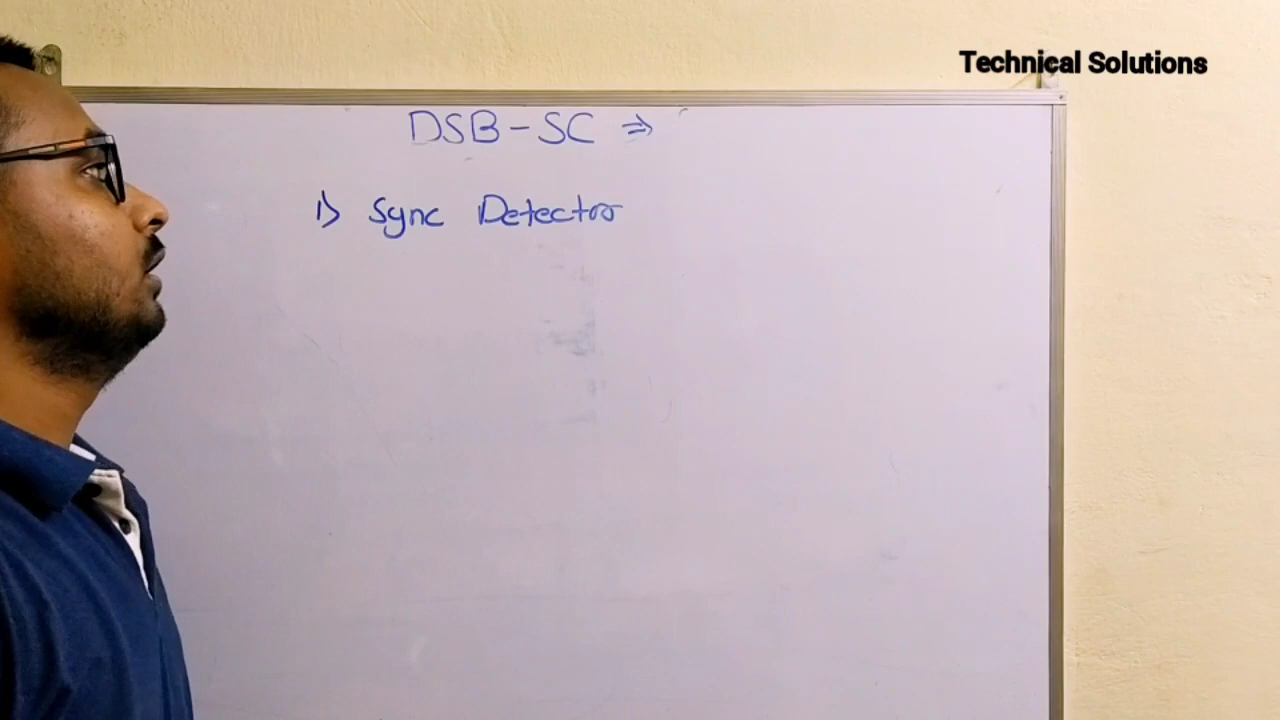 Technical Solutions
DSB-SC ⇒
1) Sync Detector